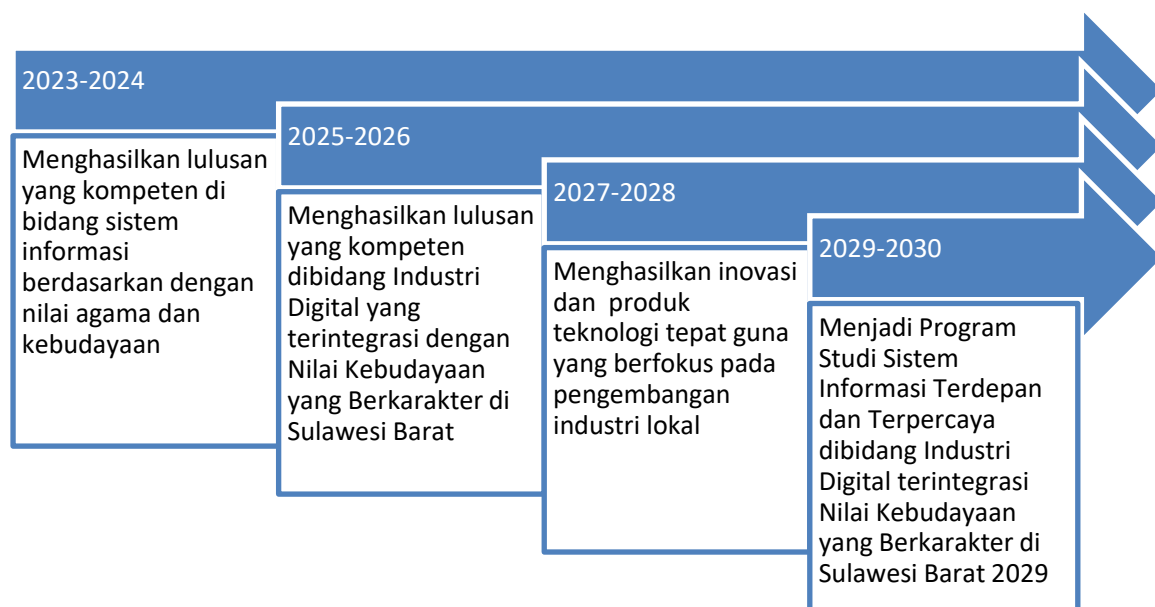 2023-2024
Menghasilkan lulusan
yang kompeten di
bidang sistem
informasi
berdasarkan dengan
nilai agama dan
kebudayaan
2025-2026
Menghasilkan lulusan
yang kompeten
dibidang Industri
Digital yang
terintegrasi dengan
Nilai Kebudayaan
yang Berkarakter di
Sulawesi Barat
2027-2028
Menghasilkan inovasi
dan  produk
teknologi tepat guna
yang berfokus pada
pengembangan
industri lokal
2029-2030
Menjadi Program
Studi Sistem
Informasi Terdepan
dan Terpercaya
dibidang Industri
Digital terintegrasi
Nilai Kebudayaan
yang Berkarakter di
Sulawesi Barat 2029